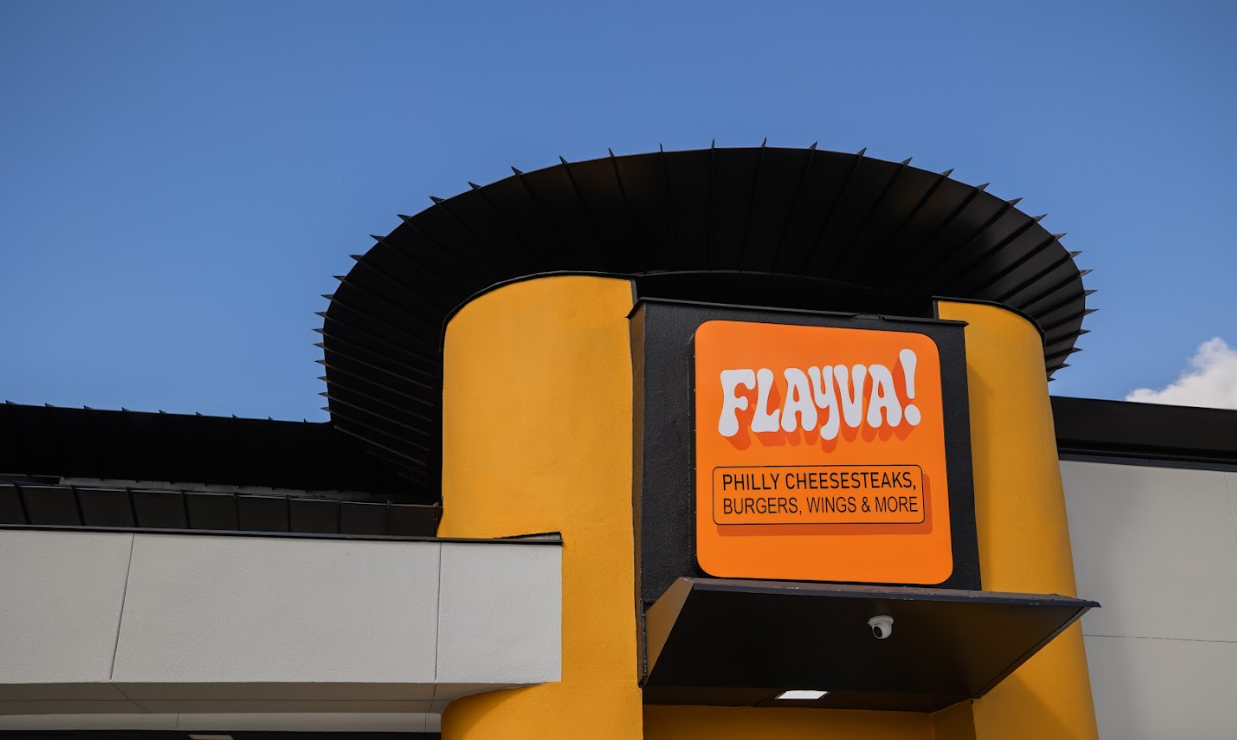 FLAYVA!
PHILLY CHEESESTEAKS,
BURGERS, WINGS & MORE